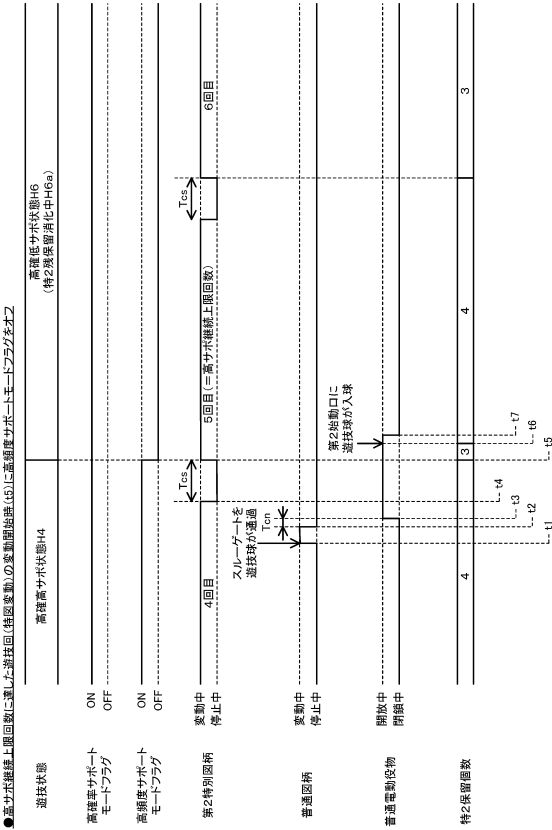 ●高サポ継続上限回数に達した遊技回(特図変動)の変動開始時(t5)に高頻度サポートモードフラグをオフ
遊技状態
高確高サポ状態H4
高確低サポ状態H6
(特2残保留消化中H6a)
高確率サポート
モードフラグ
ON
OFF
高頻度サポート
モードフラグ
ON
OFF
第2特別図柄
変動中
停止中
4回目
Tcs
5回目(=高サポ継続上限回数)
Tcs
6回目
スルーゲートを
遊技球が通過
Tcn
普通図柄
変動中
停止中
第2始動口に
遊技球が入球
普通電動役物
開放中
閉鎖中
特2保留個数
4
3
4
3
t1
t2
t3
t4
t5
t6
t7